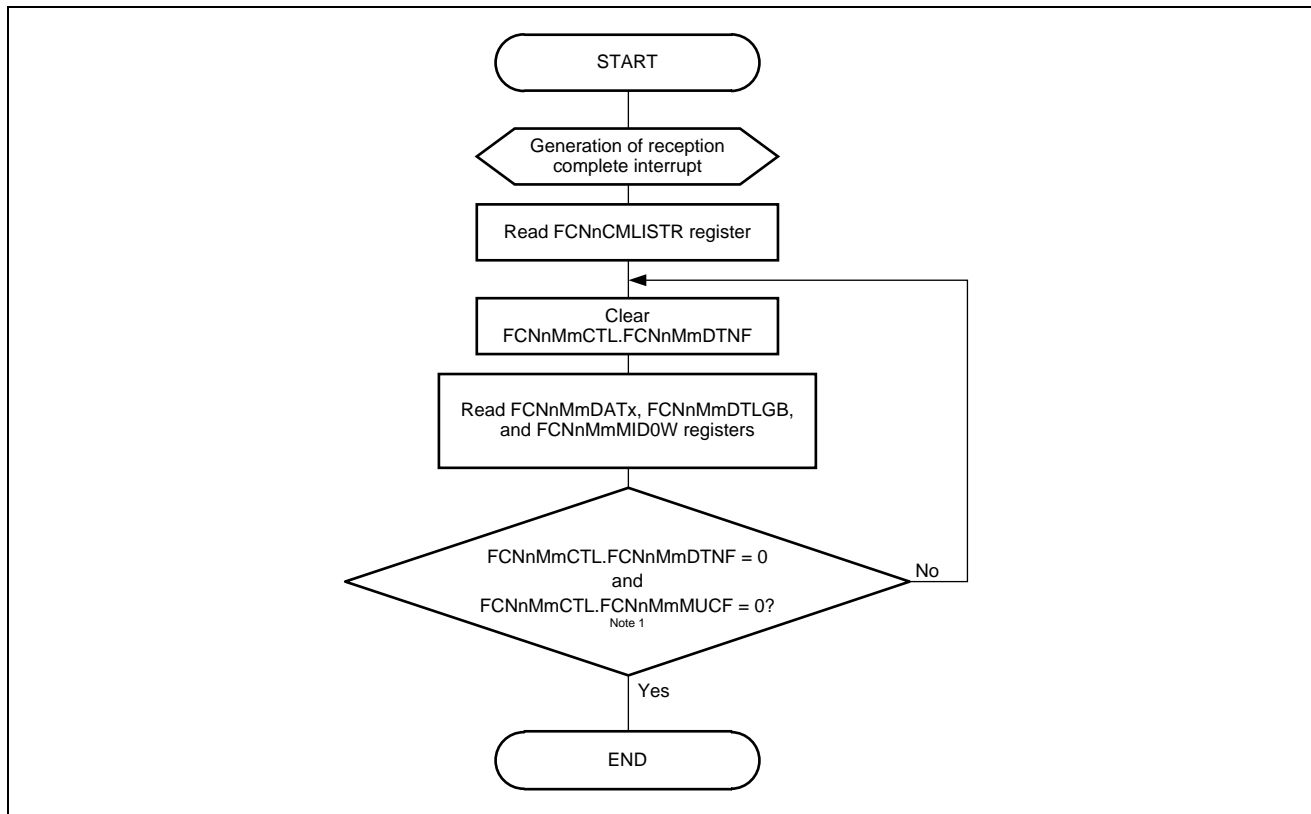 START
Generation of reception
complete interrupt
Read FCNnCMLISTR register
Clear
FCNnMmCTL.FCNnMmDTNF
Read FCNnMmDATx, FCNnMmDTLGB,
and FCNnMmMID0W registers
FCNnMmCTL.FCNnMmDTNF = 0
and
FCNnMmCTL.FCNnMmMUCF = 0?
Note 1
No
Yes
END